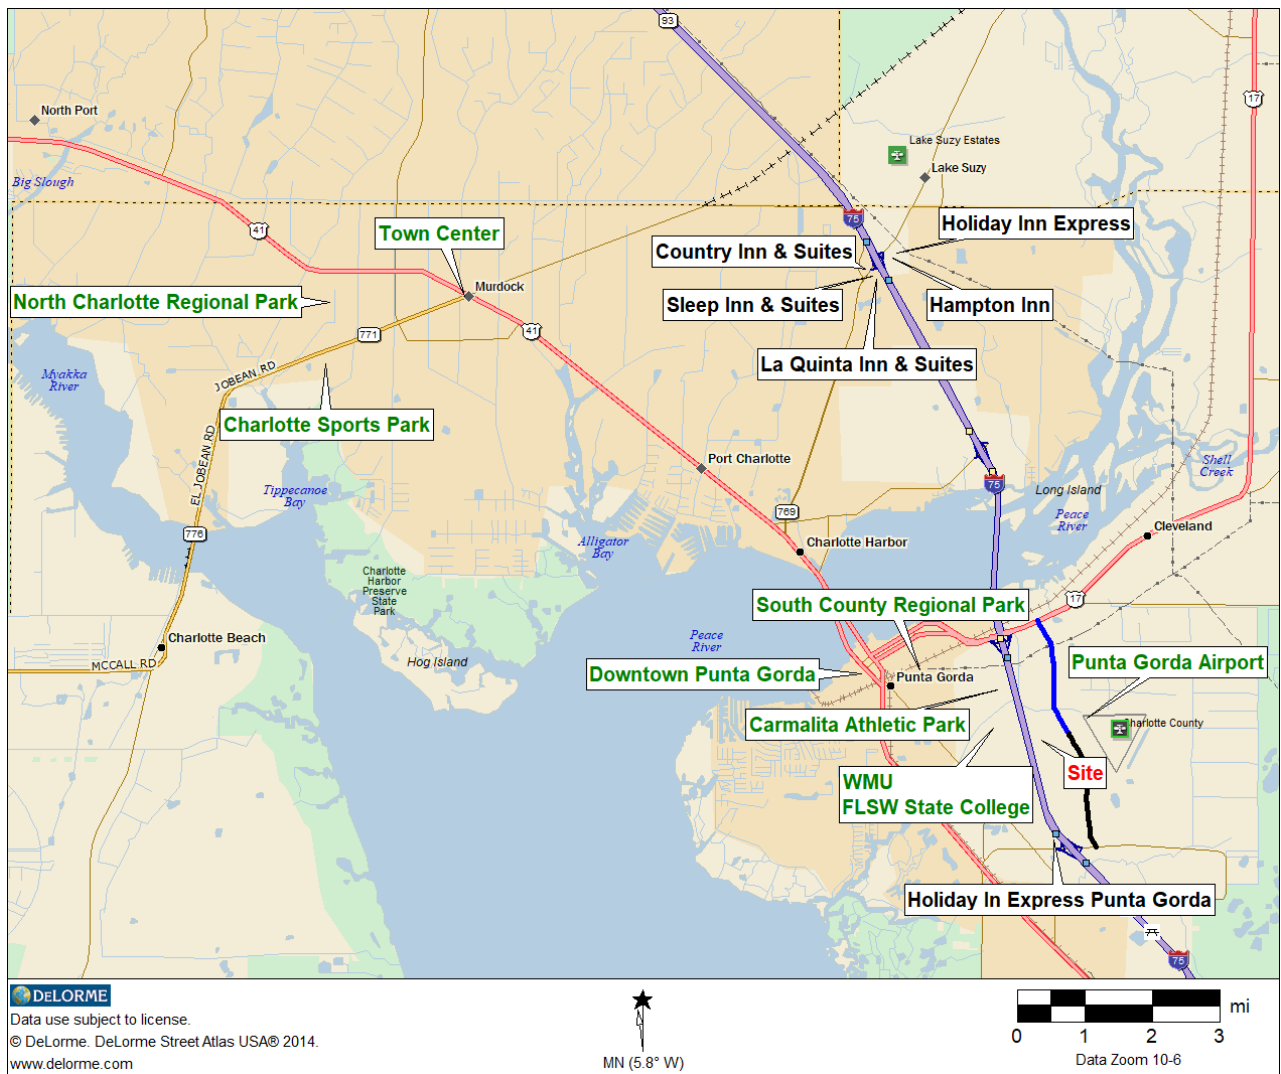 93
17
North Port
Lake Suzy Estates
Lake Suzy
Big Slough
41
75
Town Center
Holiday Inn Express
Country Inn & Suites
Murdock
North Charlotte Regional Park
Sleep Inn & Suites
Hampton Inn
771
41
La Quinta Inn & Suites
Myakka
River
JOBEAN RD
Charlotte Sports Park
EL JOBEAN RD
Port Charlotte
Shell
Creek
75
Tippecanoe
Bay
Long Island
Peace
River
769
Cleveland
776
Alligator
Bay
Charlotte Harbor
Charlotte
Harbor
Preserve
State
Park
South County Regional Park
17
Charlotte Beach
Peace
River
MCCALL RD
Hog Island
Downtown Punta Gorda
Punta Gorda
Punta Gorda Airport
Carmalita Athletic Park
Charlotte County
WMU
FLSW State College
Site
Holiday In Express Punta Gorda
75
DELORME
Data use subject to license.
© DeLorme. DeLorme Street Atlas USA® 2014.
www.delorme.com
MN (5.8° W)
mi
0 1 2 3
Data Zoom 10-6